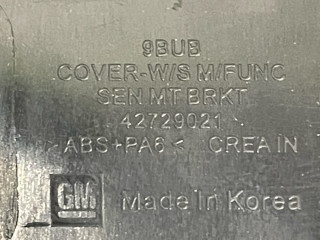 9BUB
COVER-W/S M/FUNC
SEN MT BRKT
42729021
>ABS+PA6< CREA IN
GM Made in Korea